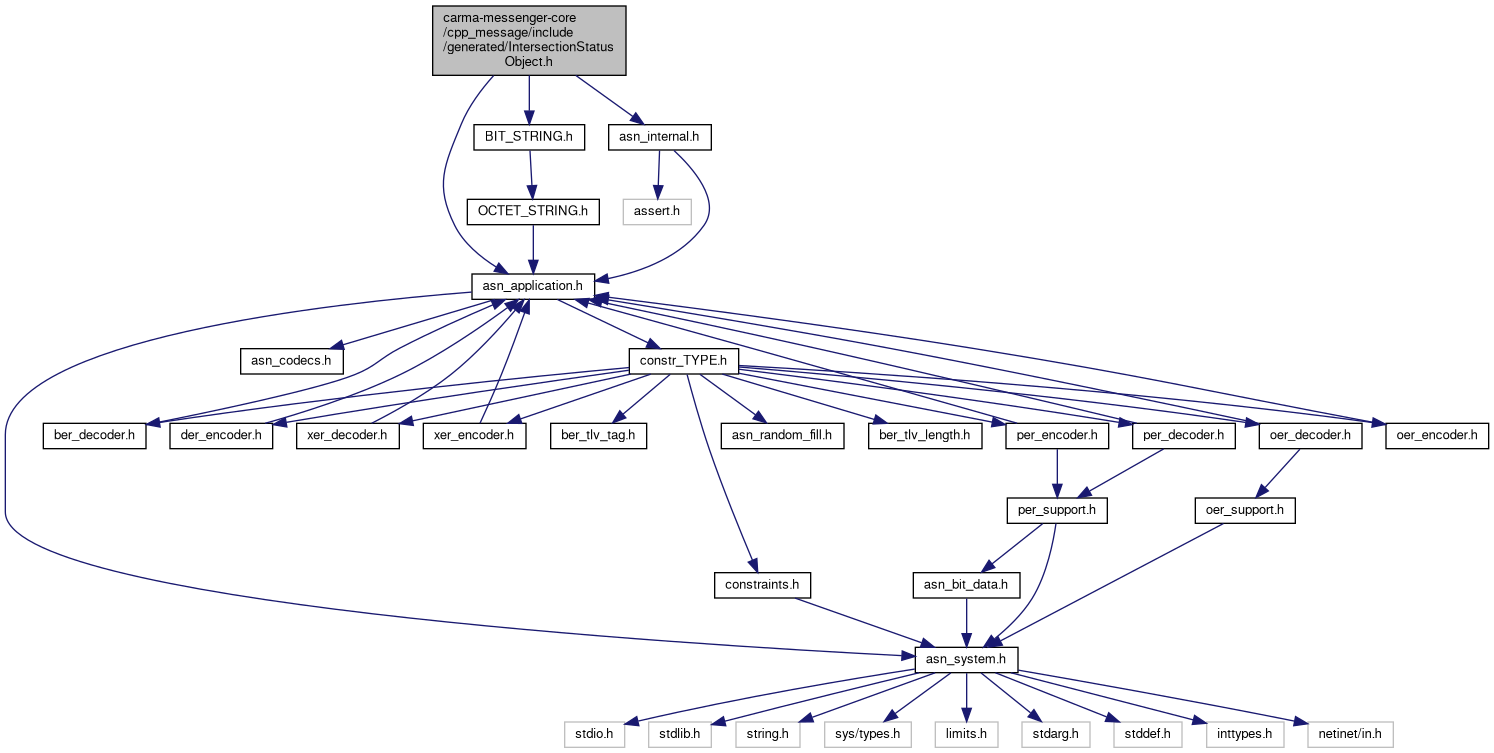 carma-messenger-core
/cpp_message/include
/generated/IntersectionStatus
Object.h
BIT_STRING.h
asn_internal.h
OCTET_STRING.h
assert.h
asn_application.h
asn_codecs.h
constr_TYPE.h
ber_decoder.h
der_encoder.h
xer_decoder.h
xer_encoder.h
ber_tlv_tag.h
asn_random_fill.h
ber_tlv_length.h
per_encoder.h
per_decoder.h
oer_decoder.h
oer_encoder.h
per_support.h
oer_support.h
constraints.h
asn_bit_data.h
asn_system.h
stdio.h
stdlib.h
string.h
sys/types.h
limits.h
stdarg.h
stddef.h
inttypes.h
netinet/in.h